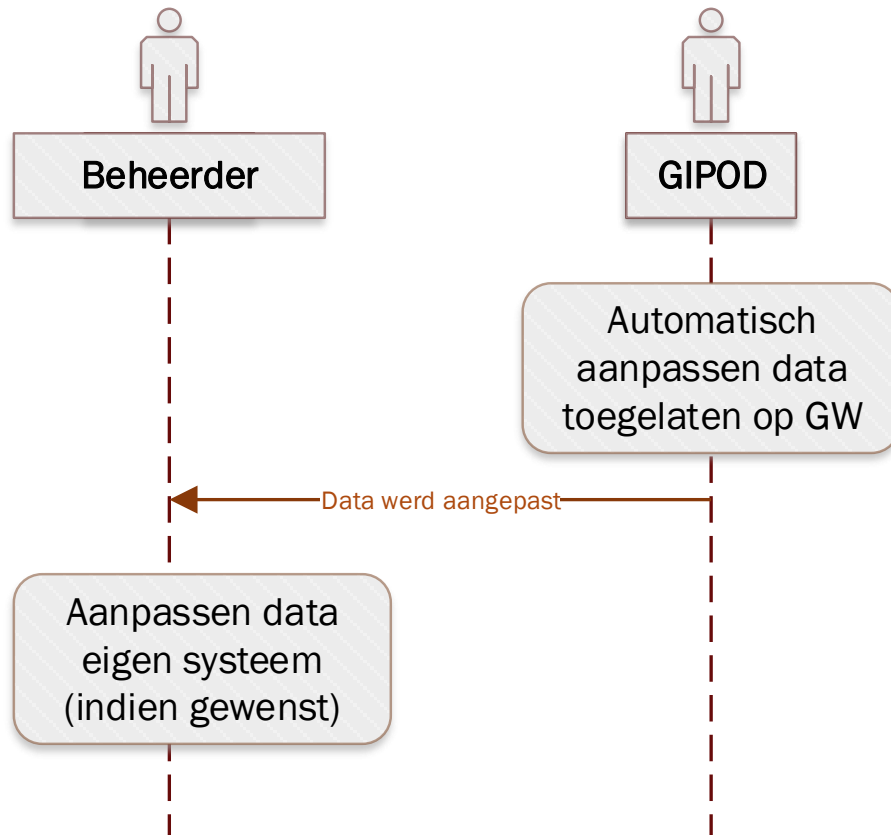 Beheerder
GIPOD
Automatisch
aanpassen data
toegelaten op GW
Data werd aangepast
Aanpassen data
eigen systeem
(indien gewenst)